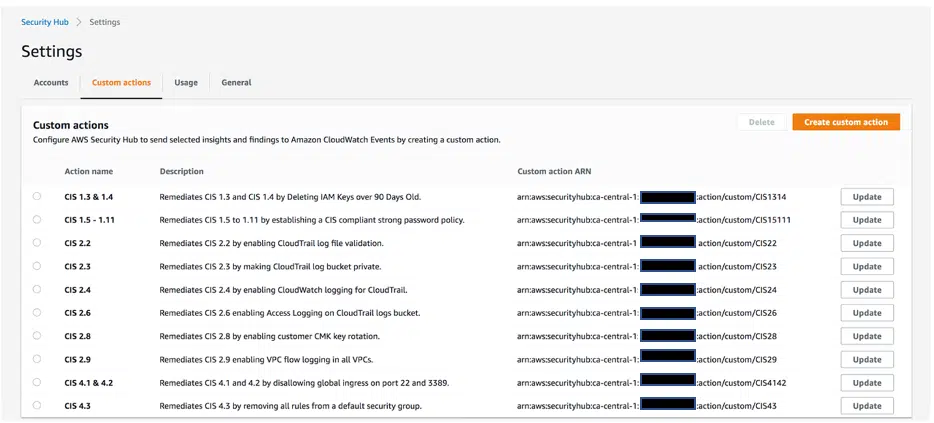 Security Hub > Settings
Settings
Accounts Custom actions Usage General
Custom actions
Delete Create custom action
Configure AWS Security Hub to send selected insights and findings to Amazon CloudWatch Events by creating a custom action.
Action name Description Custom action ARN
CIS 1.3 & 1.4 Remediates CIS 1.3 and CIS 1.4 by Deleting IAM Keys over 90 Days Old. arn:aws:securityhub:ca-central-1: :action/custom/CIS1314 Update
CIS 1.5 - 1.11 Remediates CIS 1.5 to 1.11 by establishing a CIS compliant strong password policy. arn:aws:securityhub:ca-central-1: :action/custom/CIS15111 Update
CIS 2.2 Remediates CIS 2.2 by enabling CloudTrail log file validation. arn:aws:securityhub:ca-central-1 action/custom/CIS22 Update
CIS 2.3 Remediates CIS 2.3 by making CloudTrail log bucket private. arn:aws:securityhub:ca-central-1: :action/custom/CIS23 Update
CIS 2.4 Remediates CIS 2.4 by enabling CloudWatch logging for CloudTrail. arn:aws:securityhub:ca-central-1: :action/custom/CIS24 Update
CIS 2.6 Remediates CIS 2.6 enabling Access Logging on CloudTrail logs bucket. arn:aws:securityhub:ca-central-1: :action/custom/CIS26 Update
CIS 2.8 Remediates CIS 2.8 by enabling customer CMK key rotation. arn:aws:securityhub:ca-central-1: :action/custom/CIS28 Update
CIS 2.9 Remediates CIS 2.9 enabling VPC flow logging in all VPCs. arn:aws:securityhub:ca-central-1: :action/custom/CIS29 Update
CIS 4.1 & 4.2 Remediates CIS 4.1 and 4.2 by disallowing global ingress on port 22 and 3389. arn:aws:securityhub:ca-central-1: :action/custom/CIS4142 Update
CIS 4.3 Remediates CIS 4.3 by removing all rules from a default security group. arn:aws:securityhub:ca-central-1: :action/custom/CIS43 Update